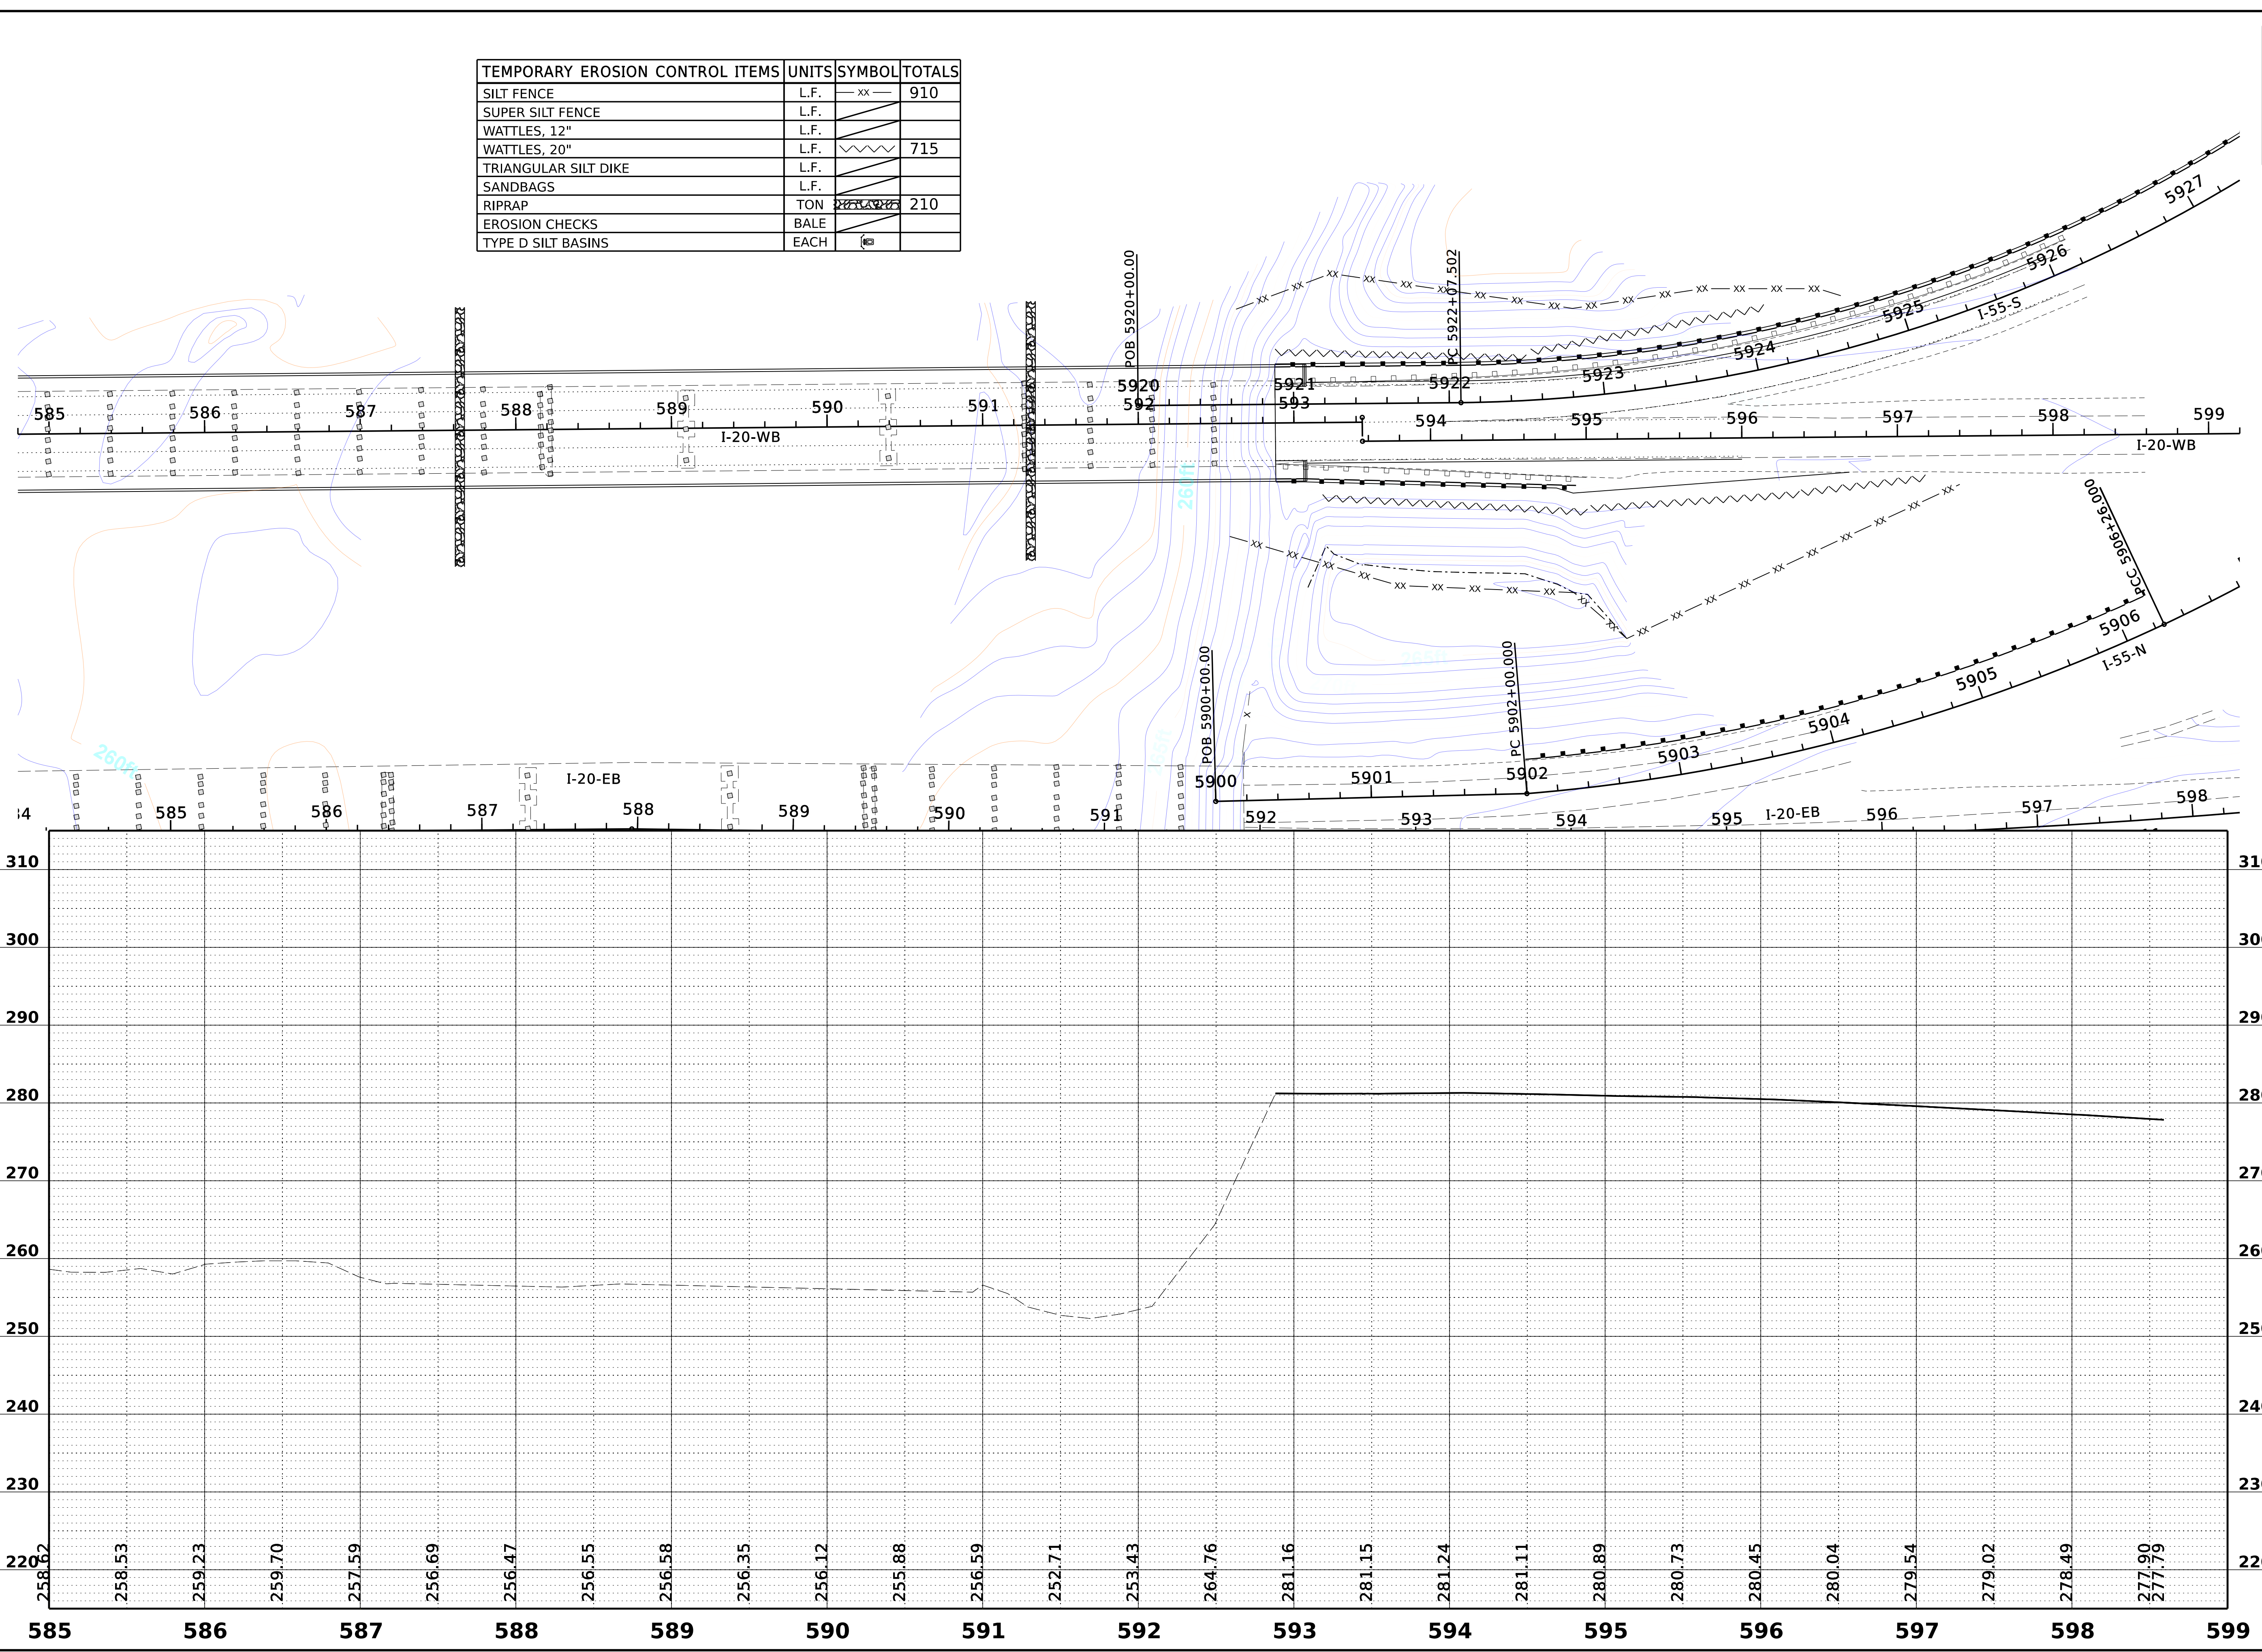 TEMPORARY EROSION CONTROL ITEMS UNITS SYMBOL TOTALS
SILT FENCE L.F. XX 910
SUPER SILT FENCE L.F.
WATTLES, 12" L.F.
WATTLES, 20" L.F. 715
TRIANGULAR SILT DIKE L.F.
SANDBAGS L.F.
RIPRAP TON 210
EROSION CHECKS BALE
TYPE D SILT BASINS EACH
POB 5920+00.00
PC 5922+07.502
5920 5921 5922 5923 5924 5925 5926 5927
I-55-S
585 586 587 588 589 590 591 592 593 594 595 596 597 598 599
I-20-WB
I-20-WB
260ft
PCC 5906+26.000
POB 5900+00.00
PC 5902+00.000
5900 5901 5902 5903 5904 5905 5906
I-55-N
260ft
I-20-EB
585 586 587 588 589 590 591 592 593 594 595 596 597 598
I-20-EB
310
300
290
280
270
260
250
240
230
220
258.62 258.53 259.23 259.70 257.59 256.69 256.47 256.55 256.58 256.35 256.12 255.88 256.59 252.71 253.43 264.76 281.16 281.15 281.24 281.11 280.89 280.73 280.45 280.04 279.54 279.02 278.49 277.90 277.79
585 586 587 588 589 590 591 592 593 594 595 596 597 598 599